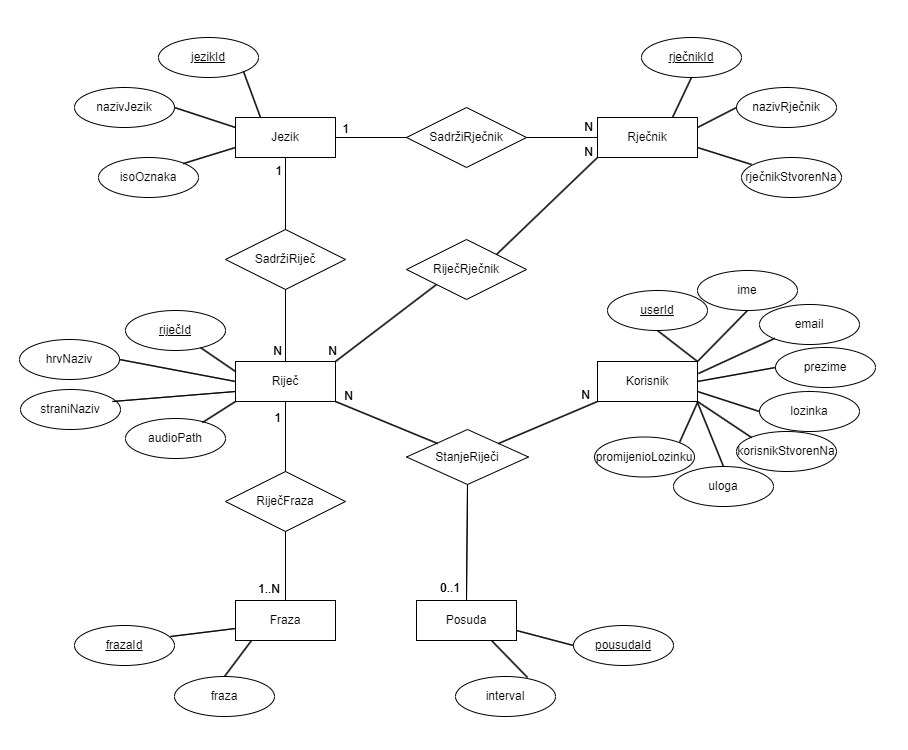 jezikId
rječnikId
nazivJezik
nazivRječnik
Jezik
1
SadržiRječnik
N
Rječnik
N
1
isoOznaka
rječnikStvorenNa
SadržiRiječ
RiječRječnik
ime
userId
email
riječId
N
N
hrvNaziv
prezime
Riječ
Korisnik
N
N
straniNaziv
lozinka
1
audioPath
korisnikStvorenNa
promijenioLozinku
StanjeRiječi
uloga
RiječFraza
1..N
0..1
Fraza
Posuda
frazaId
pousudaId
fraza
interval